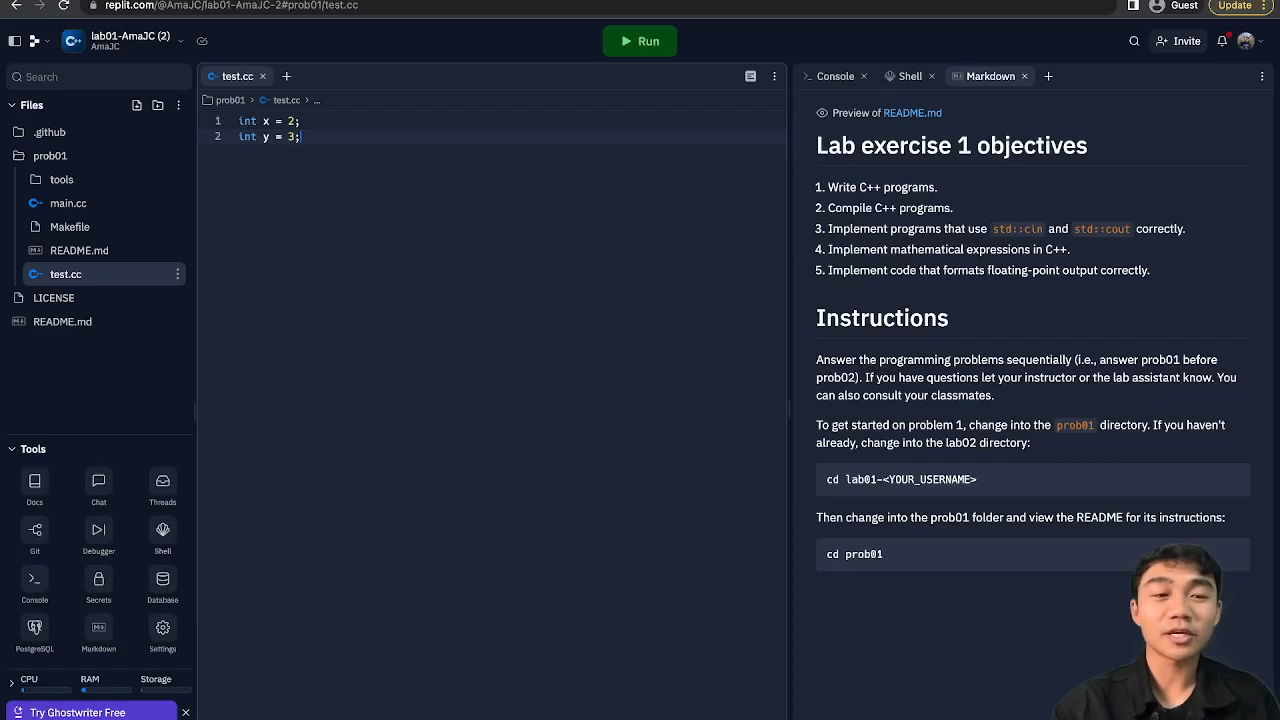 replit.com/@AmaJC/lab01-AmaJC-2#prob01/test.cc
Guest
Update
lab01-AmaJC (2)
AmaJC
Run
Invite
Search
test.cc
Console
Shell
Markdown
Files
prob01 > test.cc > ...
Preview of README.md
.github
1 int x = 2;
2 int y = 3;
Lab exercise 1 objectives
prob01
tools
main.cc
Makefile
README.md
test.cc
LICENSE
README.md
1. Write C++ programs.
2. Compile C++ programs.
3. Implement programs that use std::cin and std::cout correctly.
4. Implement mathematical expressions in C++.
5. Implement code that formats floating-point output correctly.
Instructions
Answer the programming problems sequentially (i.e., answer prob01 before
prob02). If you have questions let your instructor or the lab assistant know. You
can also consult your classmates.
To get started on problem 1, change into the prob01 directory. If you haven't
already, change into the lab02 directory:
cd lab01-<YOUR_USERNAME>
Then change into the prob01 folder and view the README for its instructions:
cd prob01
Tools
Docs
Chat
Threads
Git
Debugger
Shell
Console
Secrets
Database
PostgreSQL
Markdown
Settings
CPU
RAM
Storage
Try Ghostwriter Free